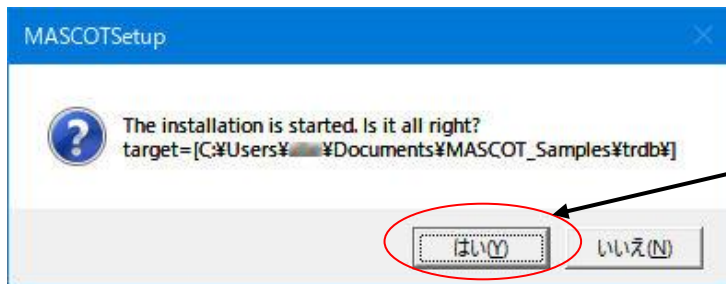 MASCOTSetup
The installation is started. Is it all right?
target=[C:¥Users¥ ¥Documents¥MASCOT_Samples¥trdb¥]
はい(Y)
いいえ(N)